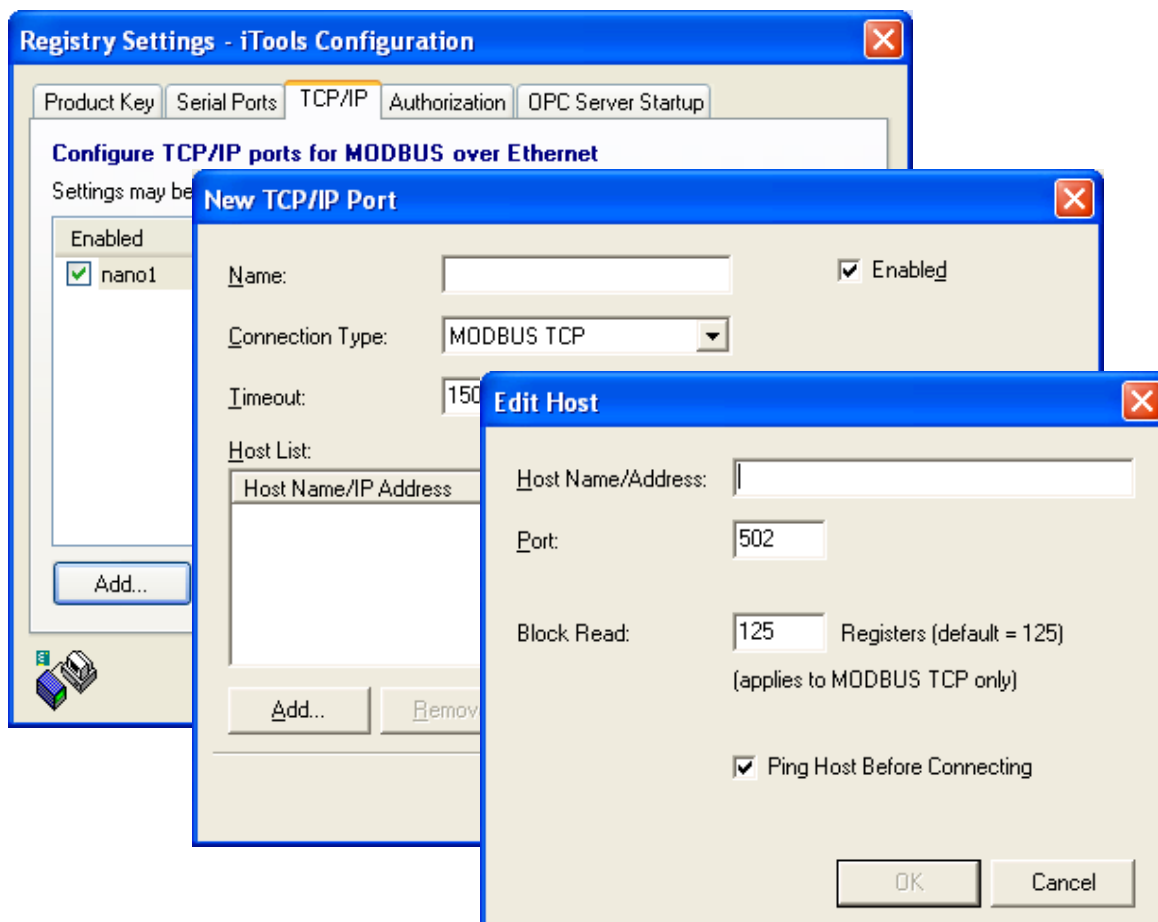 Registry Settings - iTools Configuration
Product Key Serial Ports TCP/IP Authorization OPC Server Startup
Configure TCP/IP ports for MODBUS over Ethernet
Settings may be
Enabled
nano1
Add...
New TCP/IP Port
Name:
Enabled
Connection Type: MODBUS TCP
Timeout: 150
Host List:
Host Name/IP Address
Add... Remov
Edit Host
Host Name/Address:
Port: 502
Block Read: 125 Registers (default = 125)
(applies to MODBUS TCP only)
Ping Host Before Connecting
OK Cancel